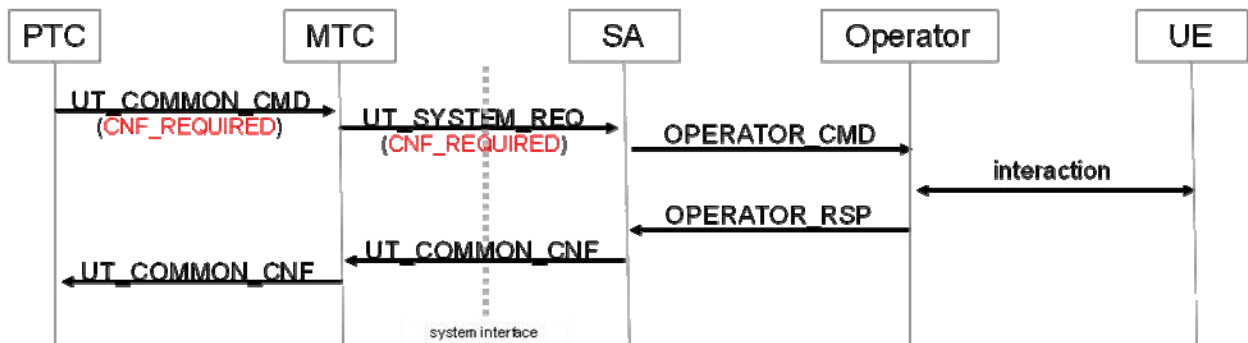 PTC MTC SA Operator UE
UT_COMMON_CMD
(CNF_REQUIRED)
UT_SYSTEM_REQ
(CNF_REQUIRED)
OPERATOR_CMD
interaction
OPERATOR_RSP
UT_COMMON_CNF
UT_COMMON_CNF
system interface